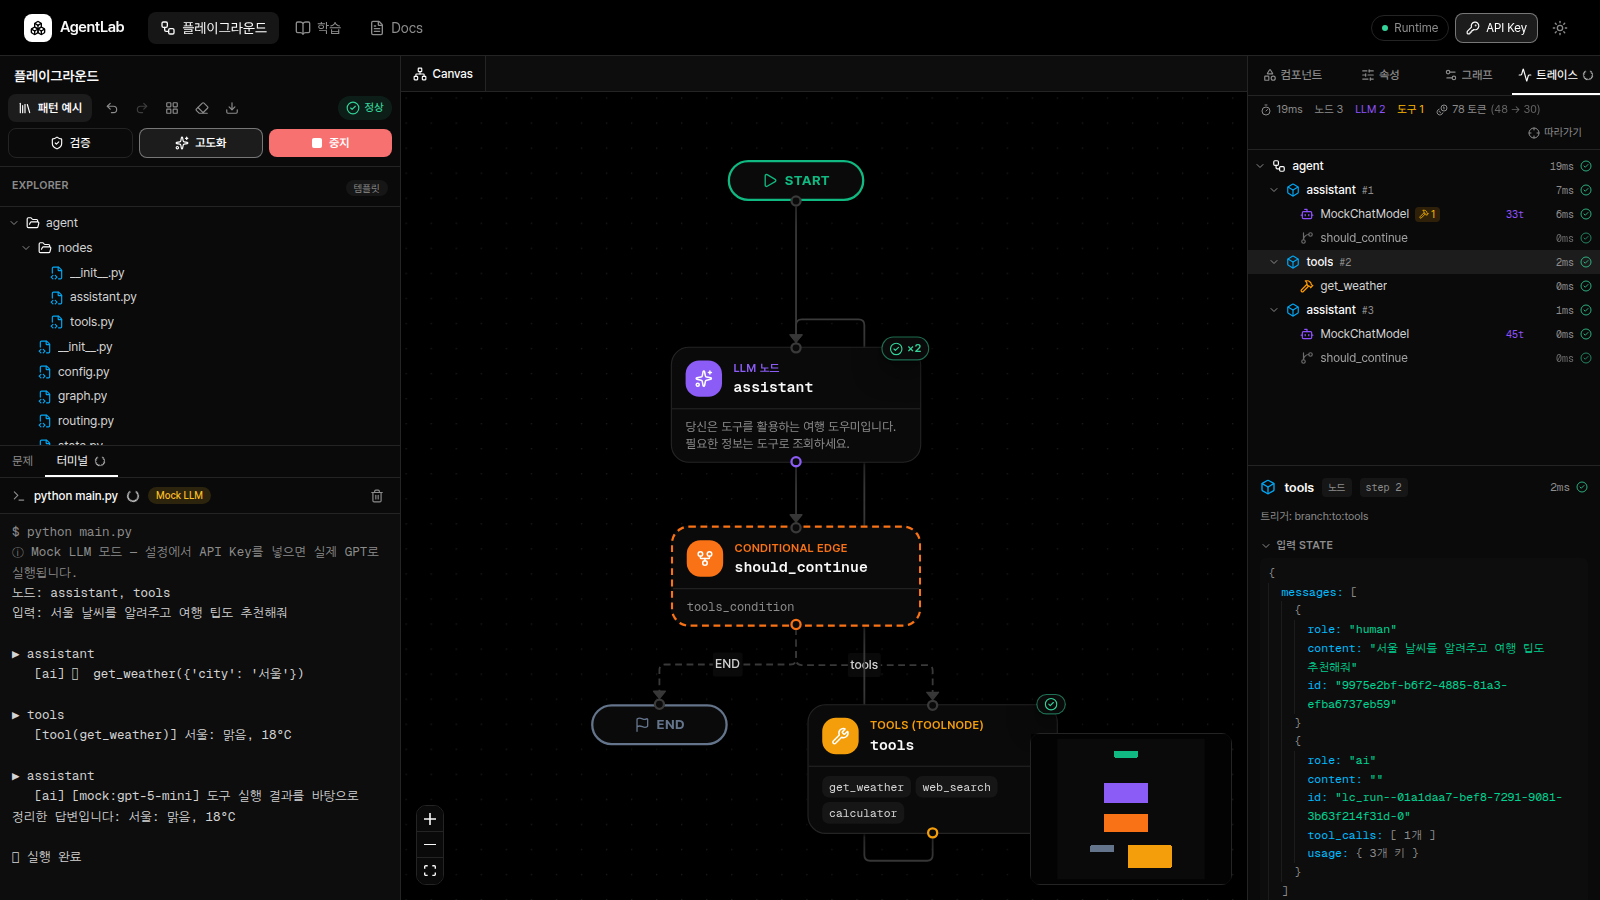 AgentLab
플레이그라운드
학습
Docs
Runtime
API Key
플레이그라운드
패턴 예시
정상
검증
고도화
중지
EXPLORER
템플릿
agent
nodes
__init__.py
assistant.py
tools.py
__init__.py
config.py
graph.py
routing.py
state.py
문제
터미널
python main.py
Mock LLM
$ python main.py
ⓘ Mock LLM 모드 — 설정에서 API Key를 넣으면 실제 GPT로
실행됩니다.
노드: assistant, tools
입력: 서울 날씨를 알려주고 여행 팁도 추천해줘
▶ assistant
[ai] get_weather({'city': '서울'})
▶ tools
[tool(get_weather)] 서울: 맑음, 18°C
▶ assistant
[ai] [mock:gpt-5-mini] 도구 실행 결과를 바탕으로
정리한 답변입니다: 서울: 맑음, 18°C
실행 완료
Canvas
START
×2
LLM 노드
assistant
당신은 도구를 활용하는 여행 도우미입니다.
필요한 정보는 도구로 조회하세요.
CONDITIONAL EDGE
should_continue
tools_condition
END
tools
END
TOOLS (TOOLNODE)
tools
get_weather
web_search
calculator
컴포넌트
속성
그래프
트레이스
19ms
노드 3
LLM 2
도구 1
78 토큰 (48 → 30)
따라가기
agent 19ms
assistant #1 7ms
MockChatModel 1 33t 6ms
should_continue 0ms
tools #2 2ms
get_weather 0ms
assistant #3 1ms
MockChatModel 45t 0ms
should_continue 0ms
tools 노드 step 2 2ms
트리거: branch:to:tools
입력 STATE
{
messages: [
{
role: "human"
content: "서울 날씨를 알려주고 여행 팁도
추천해줘"
id: "9975e2bf-b6f2-4885-81a3-
efba6737eb59"
}
{
role: "ai"
content: ""
id: "lc_run--01a1daa7-bef8-7291-9081-
3b63f214f31d-0"
tool_calls: [ 1개 ]
usage: { 3개 키 }
}
]